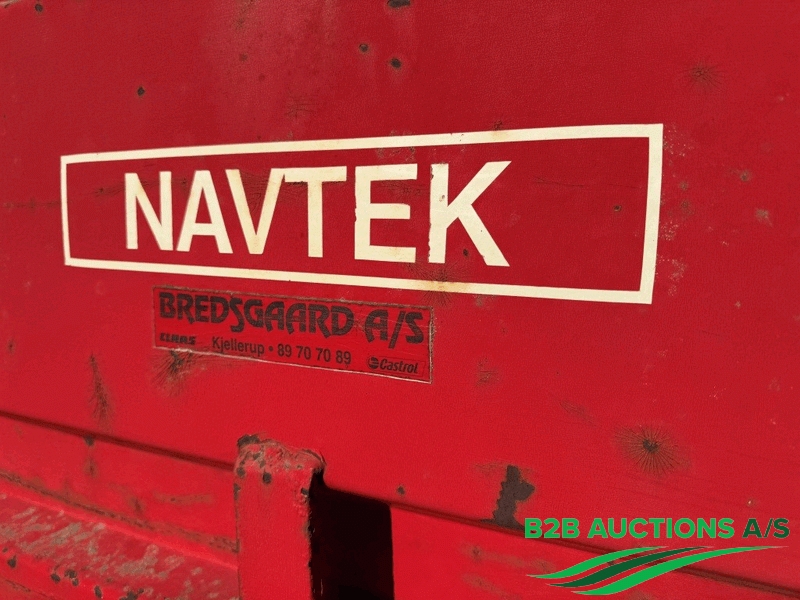 NAVTEK
BREDSGAARD A/S
CLAAS Kjellerup • 89 70 70 89 Castrol
B2B AUCTIONS A/S